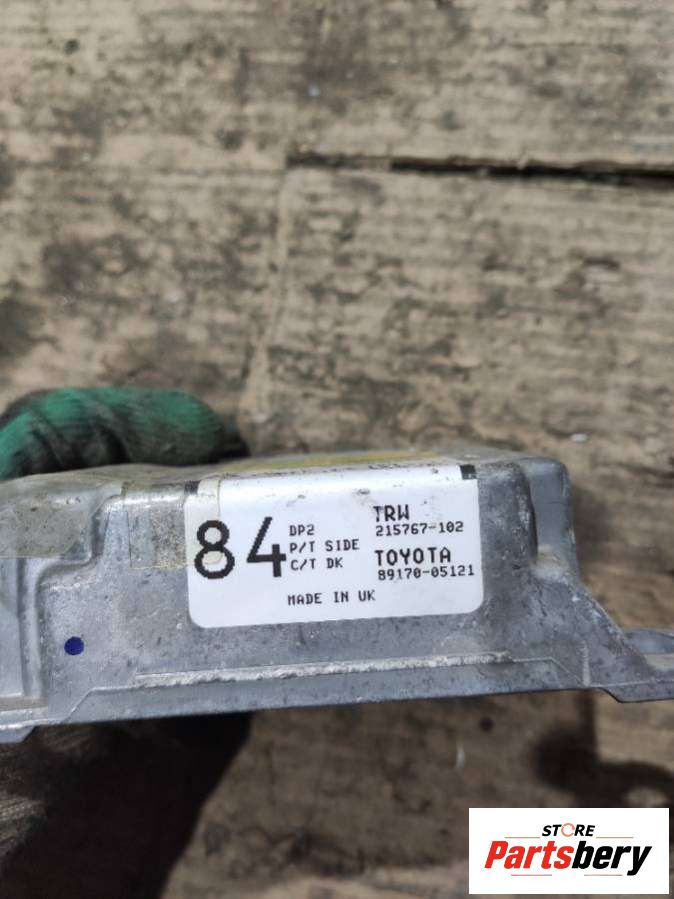 84
DP2
P/T SIDE
C/T DK
TRW
215767-102
TOYOTA
89170-05121
MADE IN UK
STORE
Partsbery